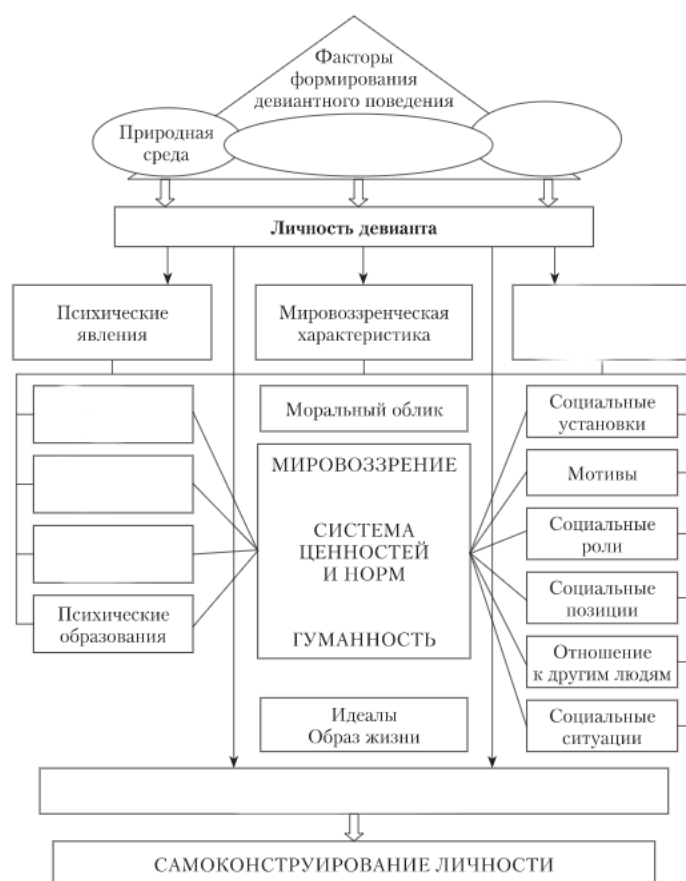 Факторы
формирования
девиантного поведения
Природная
среда
Личность девианта
Психические
явления
Мировоззренческая
характеристика
Моральный облик
МИРОВОЗЗРЕНИЕ
СИСТЕМА
ЦЕННОСТЕЙ
И НОРМ
ГУМАННОСТЬ
Социальные
установки
Мотивы
Социальные
роли
Социальные
позиции
Психические
образования
Отношение
к другим людям
Идеалы
Образ жизни
Социальные
ситуации
САМОКОНСТРУИРОВАНИЕ ЛИЧНОСТИ